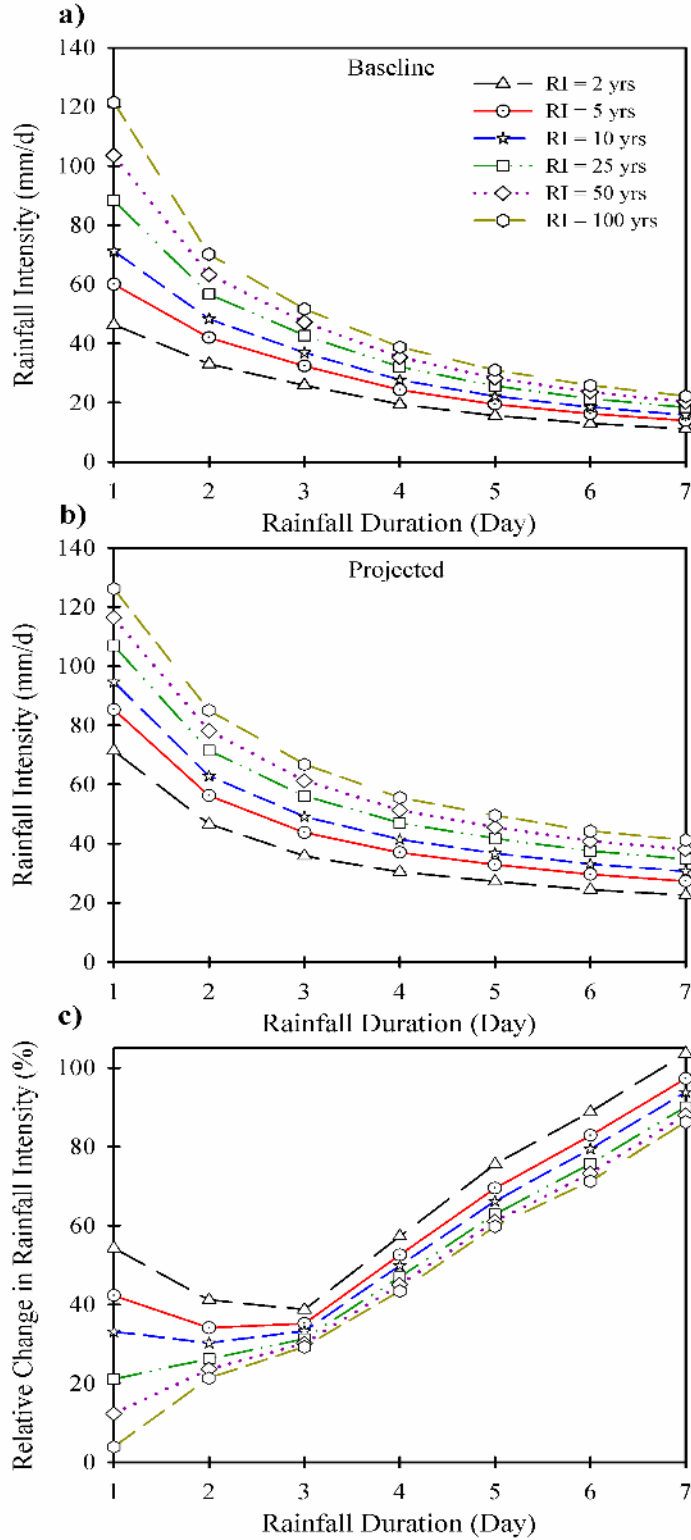 a)
Rainfall Intensity (mm/d)
140
120
100
80
60
40
20
0
Baseline
RI = 2 yrs
RI = 5 yrs
RI = 10 yrs
RI = 25 yrs
RI = 50 yrs
RI = 100 yrs
1 2 3 4 5 6 7
Rainfall Duration (Day)
b)
Rainfall Intensity (mm/d)
140
120
100
80
60
40
20
0
Projected
1 2 3 4 5 6 7
Rainfall Duration (Day)
c)
Relative Change in Rainfall Intensity (%)
100
80
60
40
20
0
1 2 3 4 5 6 7
Rainfall Duration (Day)